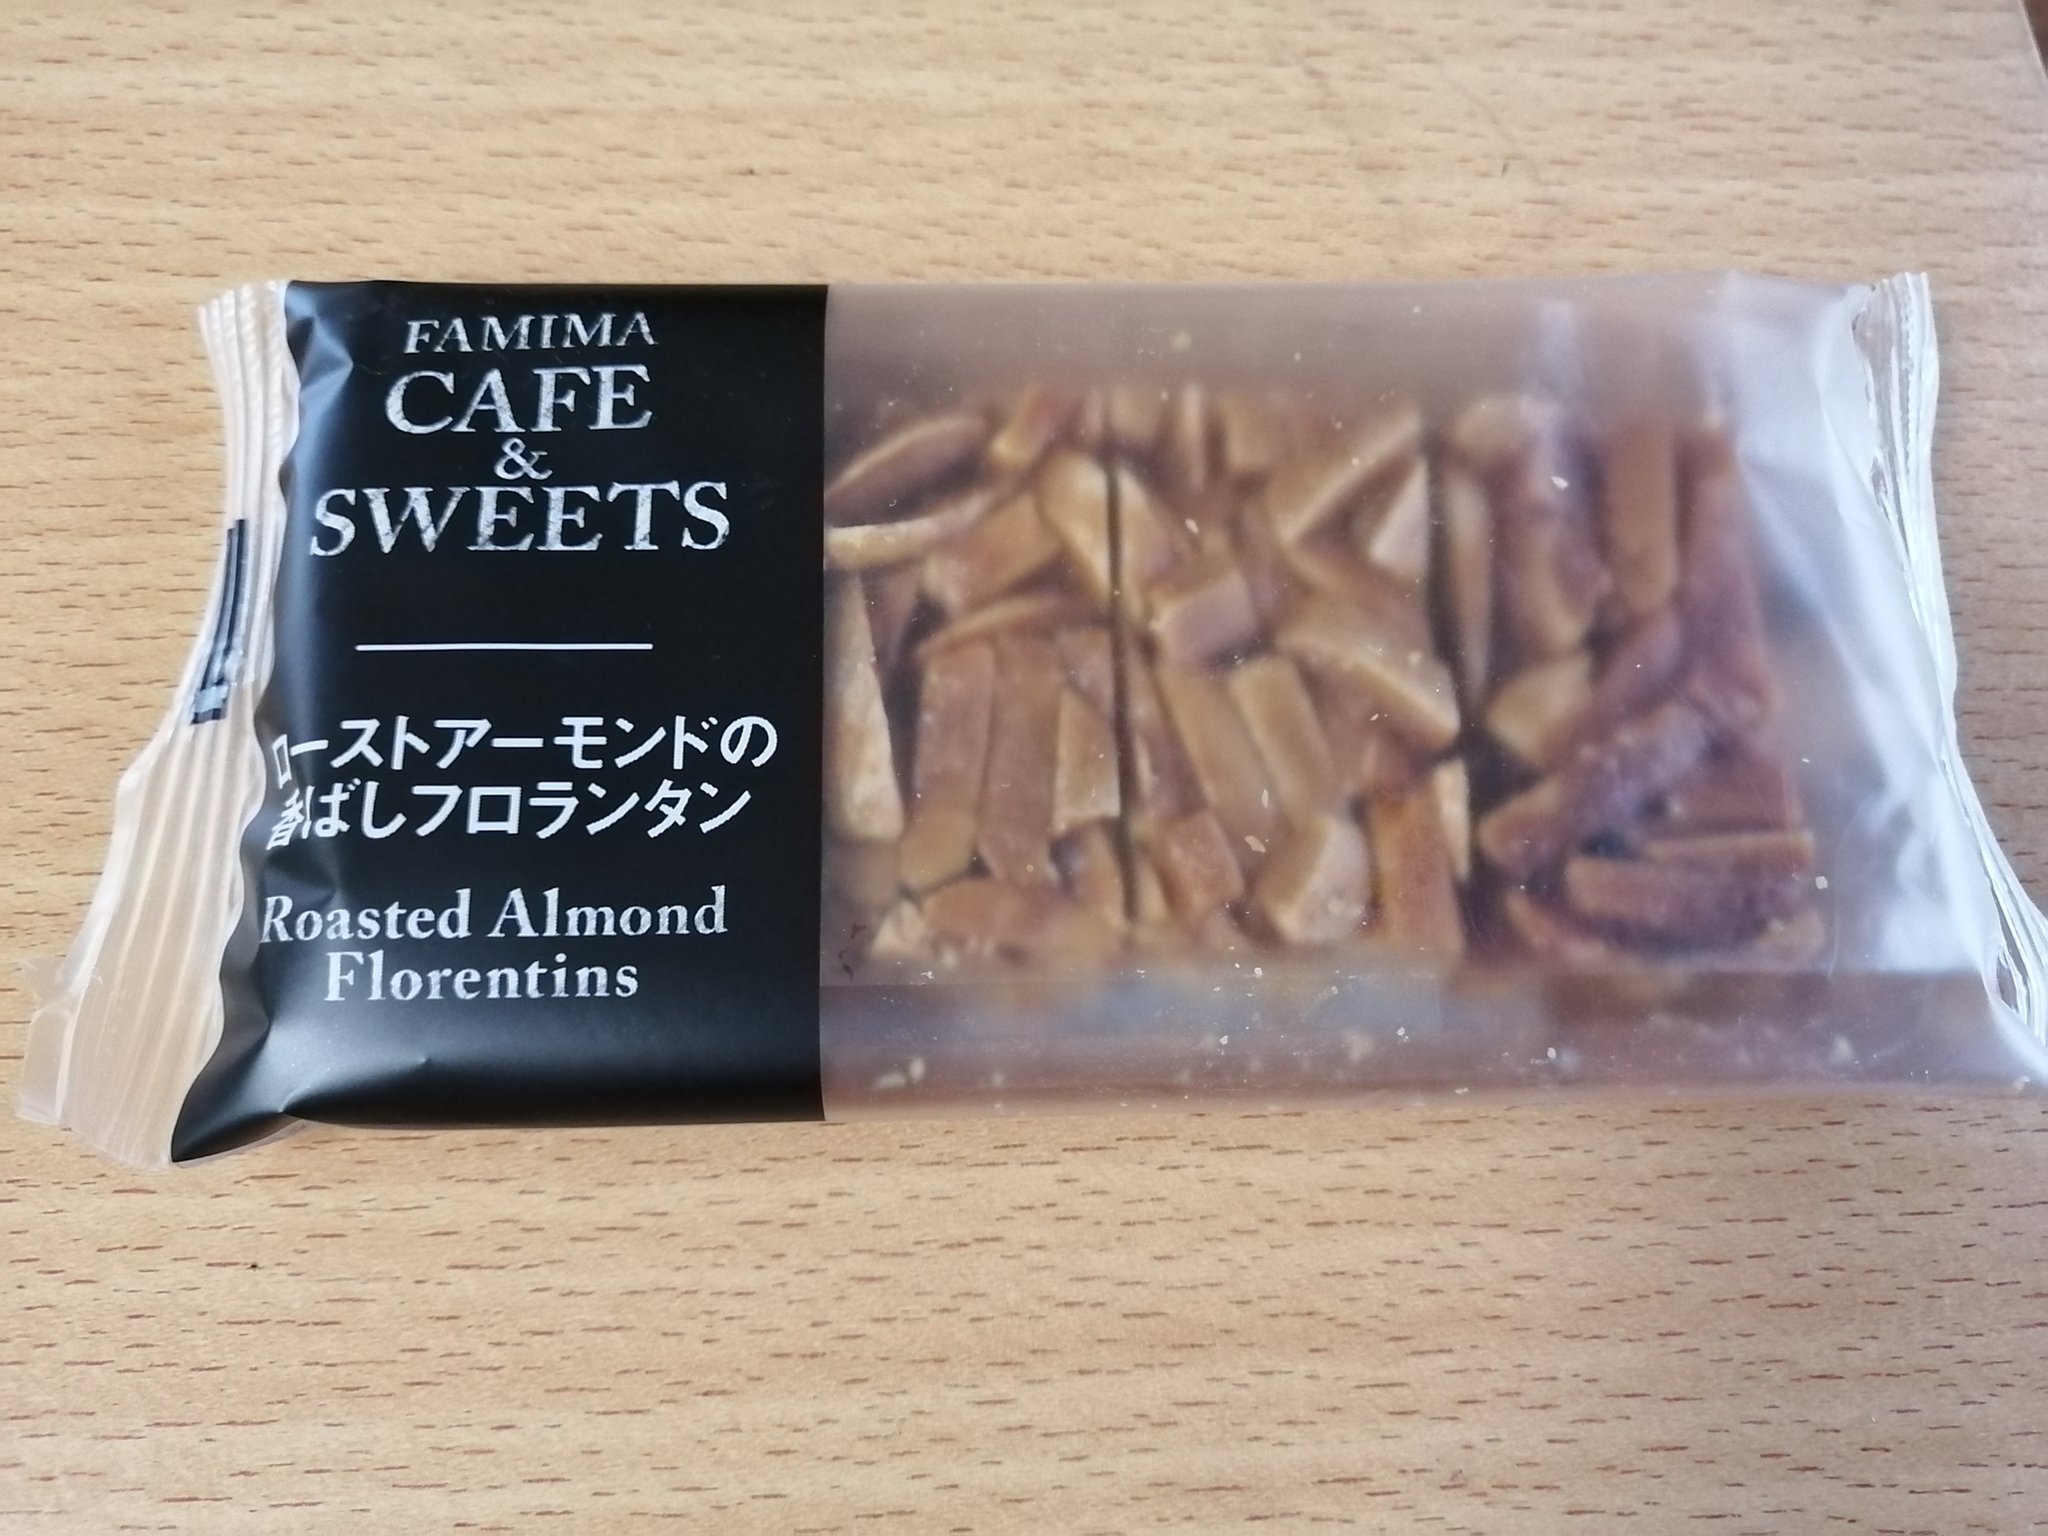 FAMIMA
CAFE
&
SWEETS
ローストアーモンドの
香ばしフロランタン
Roasted Almond
Florentins